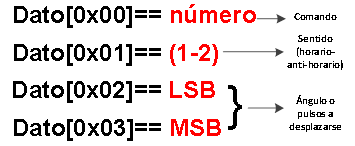 Dato[0x00]== número
Comando
Dato[0x01]== (1-2)
Sentido
(horario-
anti-horario)
Dato[0x02]== LSB
Dato[0x03]== MSB
}
Ángulo o
pulsos a
desplazarse